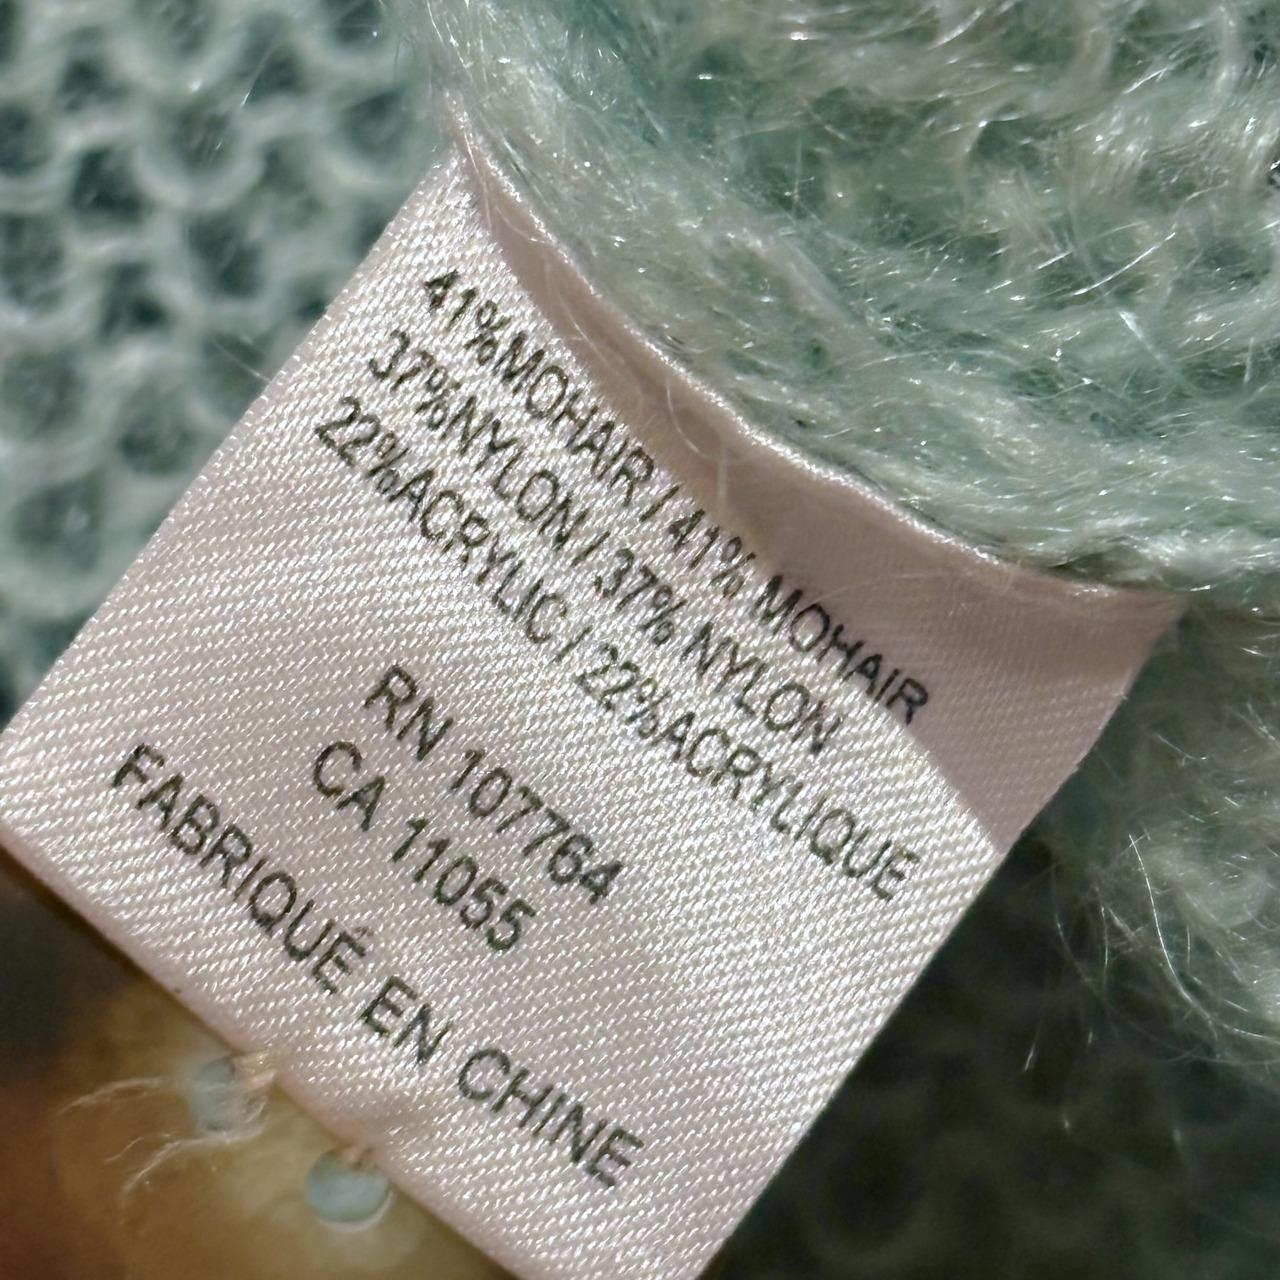 41%MOHAIR / 41% MOHAIR
37%NYLON / 37% NYLON
22%ACRYLIC / 22%ACRYLIQUE
RN 107764
CA 11055
FABRIQUÉ EN CHINE